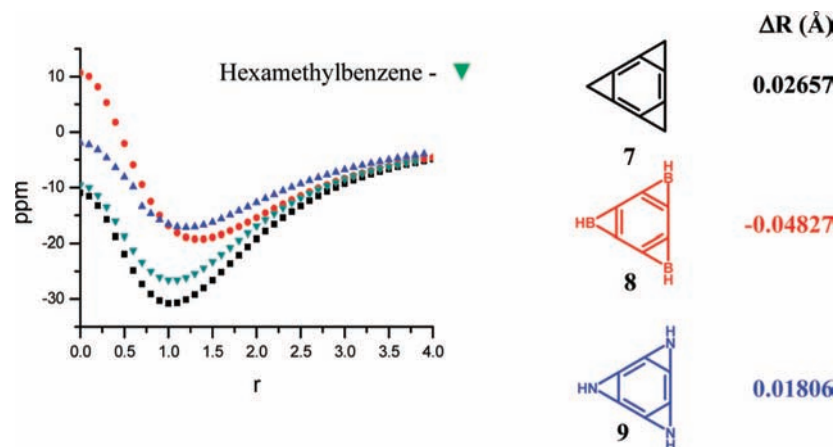 ΔR (Å)
Hexamethylbenzene -
10
0
-10
-20
-30
ppm
0.0
0.5
1.0
1.5
2.0
2.5
3.0
3.5
4.0
r
7
0.02657
H
B
HB
B
H
8
-0.04827
H
N
HN
N
H
9
0.01806